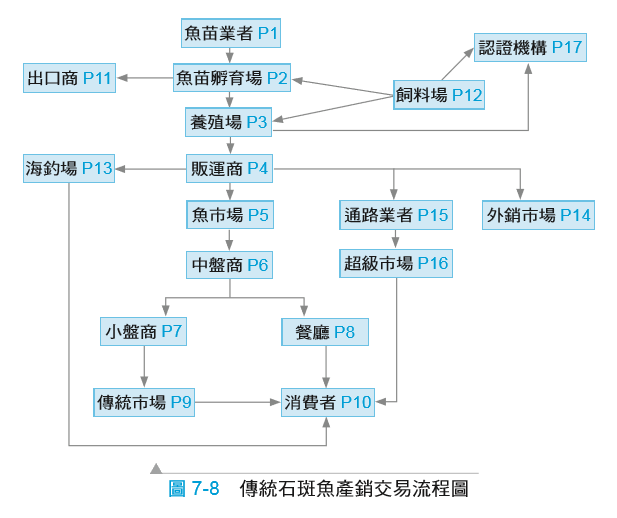 魚苗業者 P1
認證機構 P17
出口商 P11
魚苗孵育場 P2
飼料場 P12
養殖場 P3
海釣場 P13
販運商 P4
魚市場 P5
通路業者 P15
外銷市場 P14
中盤商 P6
超級市場 P16
小盤商 P7
餐廳 P8
傳統市場 P9
消費者 P10
圖 7-8 傳統石斑魚產銷交易流程圖